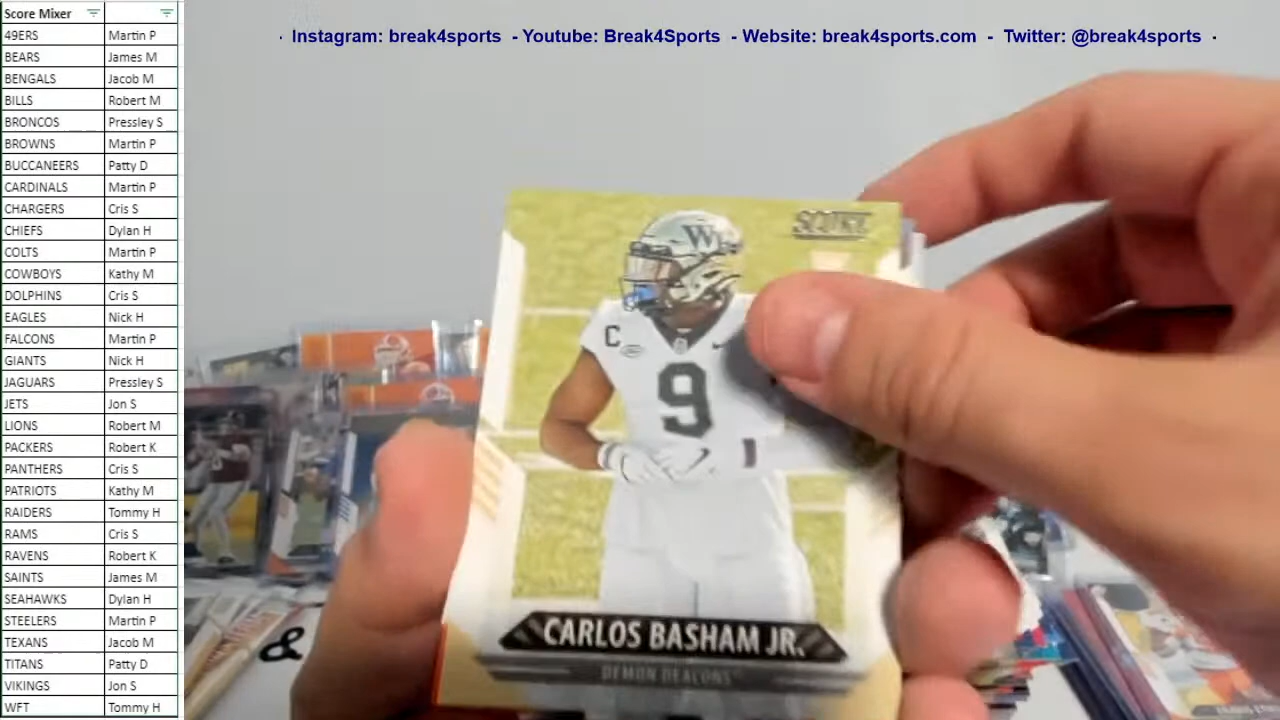 Score Mixer
49ERS Martin P
BEARS James M
BENGALS Jacob M
BILLS Robert M
BRONCOS Pressley S
BROWNS Martin P
BUCCANEERS Patty D
CARDINALS Martin P
CHARGERS Cris S
CHIEFS Dylan H
COLTS Martin P
COWBOYS Kathy M
DOLPHINS Cris S
EAGLES Nick H
FALCONS Martin P
GIANTS Nick H
JAGUARS Pressley S
JETS Jon S
LIONS Robert M
PACKERS Robert K
PANTHERS Cris S
PATRIOTS Kathy M
RAIDERS Tommy H
RAMS Cris S
RAVENS Robert K
SAINTS James M
SEAHAWKS Dylan H
STEELERS Martin P
TEXANS Jacob M
TITANS Patty D
VIKINGS Jon S
WFT Tommy H
· Instagram: break4sports - Youtube: Break4Sports - Website: break4sports.com - Twitter: @break4sports ·
SCORE
W
C
9
CARLOS BASHAM JR.
DEMON DEACONS
&